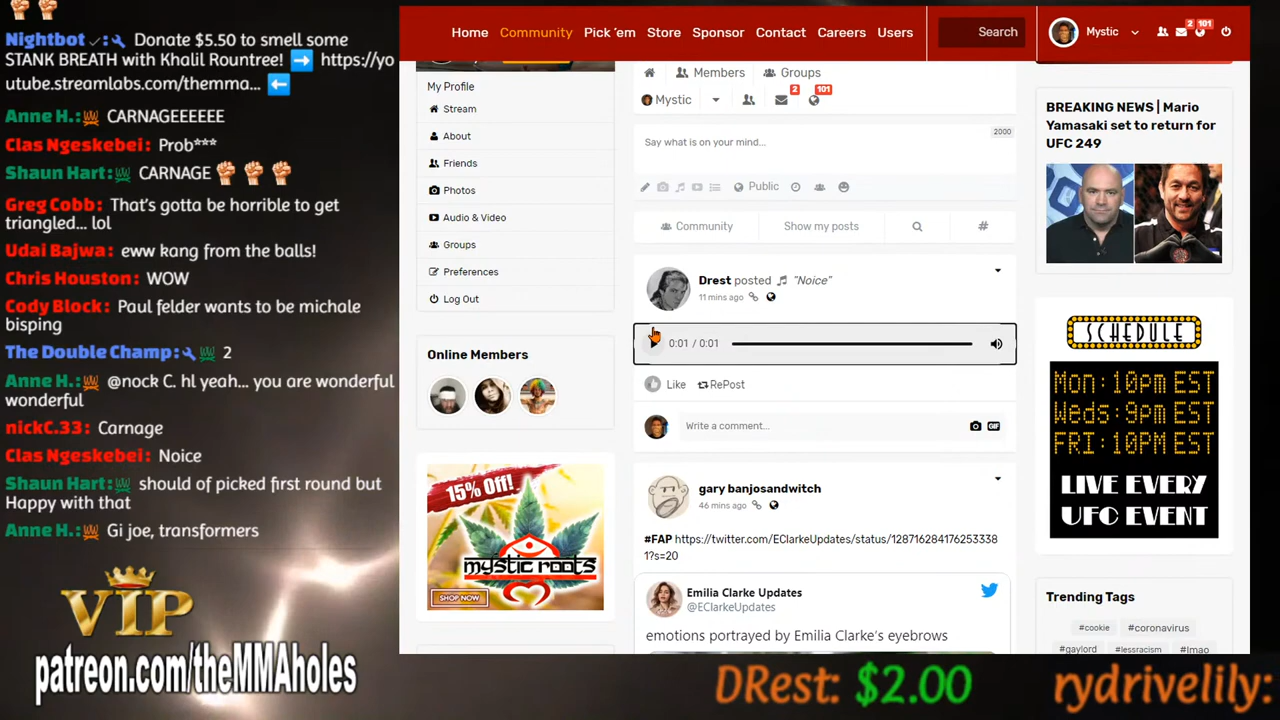 Nightbot: Donate $5.50 to smell some
STANK BREATH with Khalil Rountree! https://yo
utube.streamlabs.com/themma...
Anne H.: CARNAGEEEEEE
Clas Ngeskebei: Prob***
Shaun Hart: CARNAGE
Greg Cobb: That's gotta be horrible to get
triangled... lol
Udai Bajwa: eww kang from the balls!
Chris Houston: WOW
Cody Block: Paul felder wants to be michale
bisping
The Double Champ: 2
Anne H.: @nock C. hl yeah... you are wonderful
wonderful
nickC.33: Carnage
Clas Ngeskebei: Noice
Shaun Hart: should of picked first round but
Happy with that
Anne H.: Gi joe, transformers
VIP
patreon.com/theMMAholes
Home Community Pick 'em Store Sponsor Contact Careers Users
Search
Mystic
2 101
My Profile
Stream
About
Friends
Photos
Audio & Video
Groups
Preferences
Log Out
Online Members
15% Off!
mystic roots
SHOP NOW
Members Groups
Mystic 2 101
Say what is on your mind...
2000
Public
Community Show my posts #
Drest posted "Noice"
11 mins ago
0:01 / 0:01
Like RePost
Write a comment...
GIF
gary banjosandwitch
46 mins ago
#FAP https://twitter.com/EClarkeUpdates/status/128716284176253338
1?s=20
Emilia Clarke Updates
@EClarkeUpdates
emotions portrayed by Emilia Clarke's eyebrows
BREAKING NEWS | Mario
Yamasaki set to return for
UFC 249
SCHEDULE
Mon:10pm EST
Weds:9pm EST
FRI:10PM EST
LIVE EVERY
UFC EVENT
Trending Tags
#cookie #coronavirus
#gaylord #lessracism #lmao
DRest: $2.00 rydrivelily: